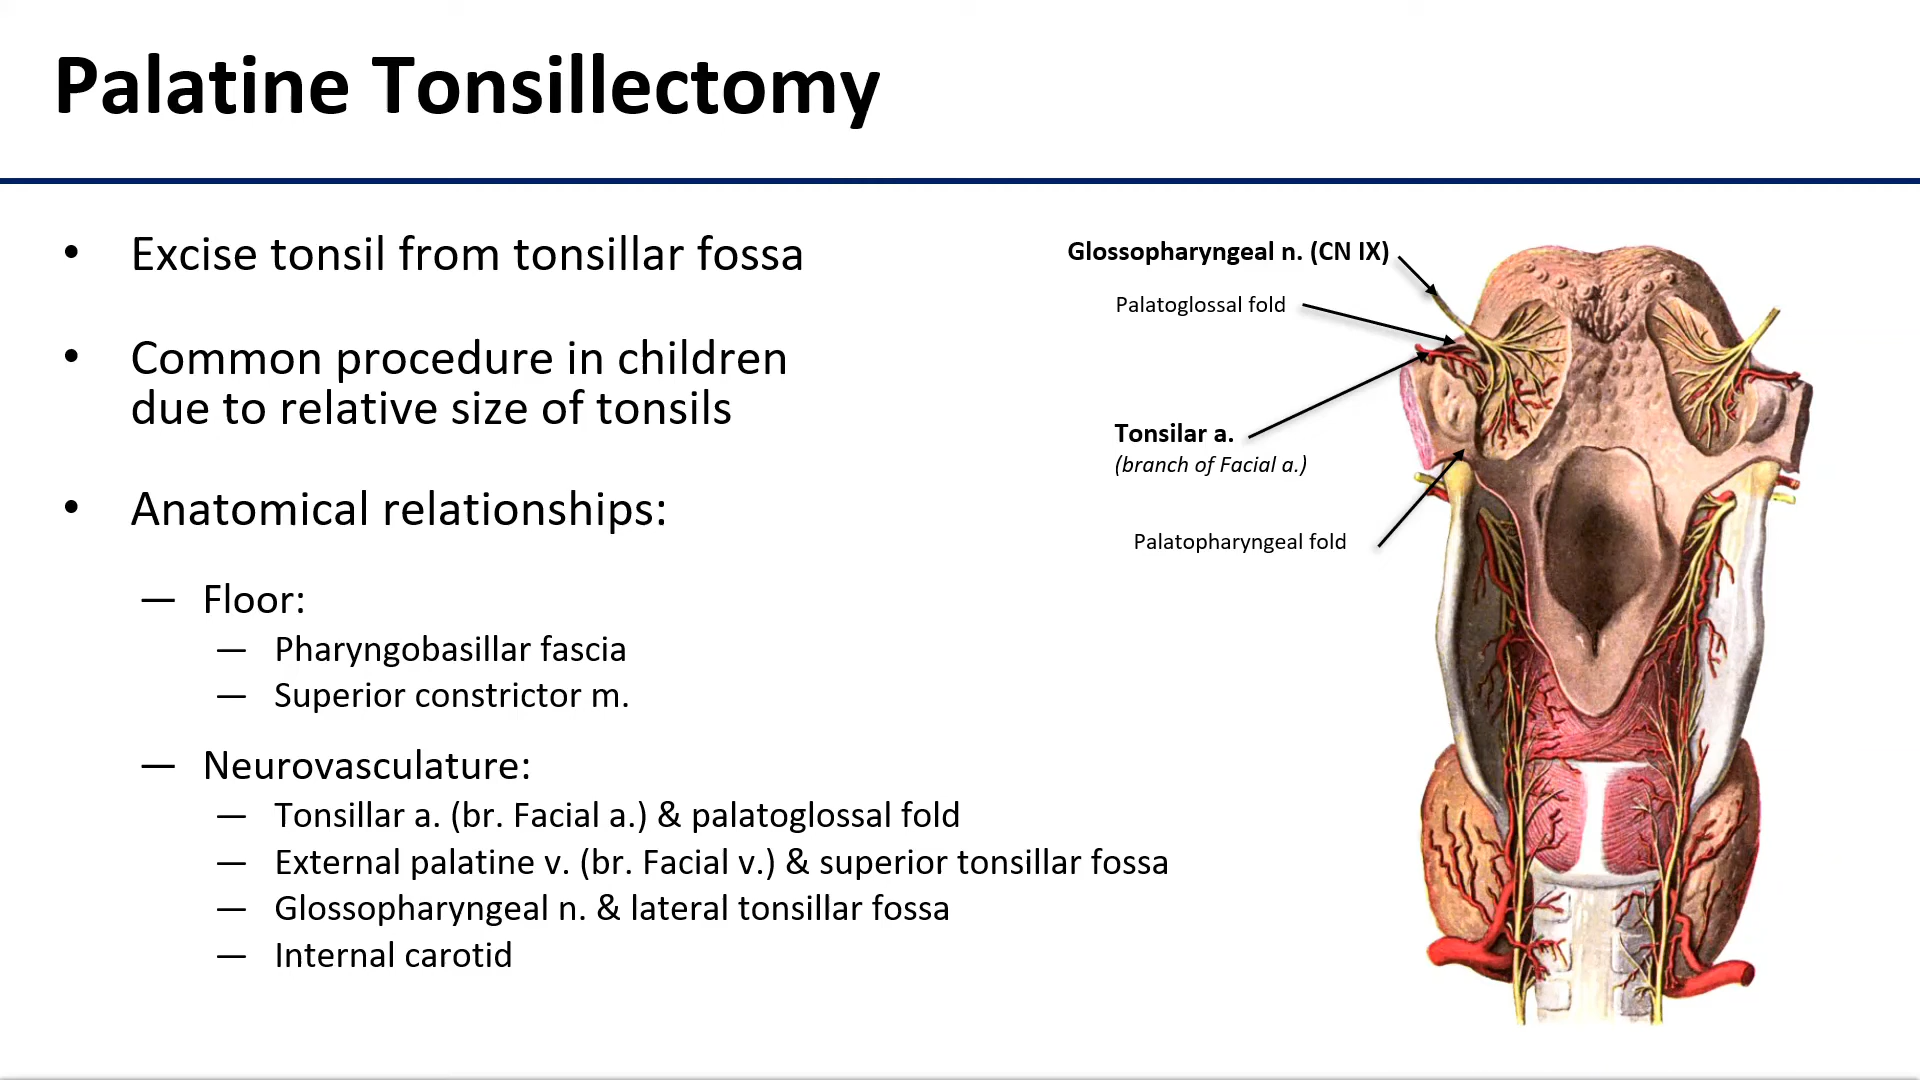 Palatine Tonsillectomy
• Excise tonsil from tonsillar fossa
• Common procedure in children
due to relative size of tonsils
• Anatomical relationships:
— Floor:
— Pharyngobasillar fascia
— Superior constrictor m.
— Neurovasculature:
— Tonsillar a. (br. Facial a.) & palatoglossal fold
— External palatine v. (br. Facial v.) & superior tonsillar fossa
— Glossopharyngeal n. & lateral tonsillar fossa
— Internal carotid
Glossopharyngeal n. (CN IX)
Palatoglossal fold
Tonsilar a.
(branch of Facial a.)
Palatopharyngeal fold